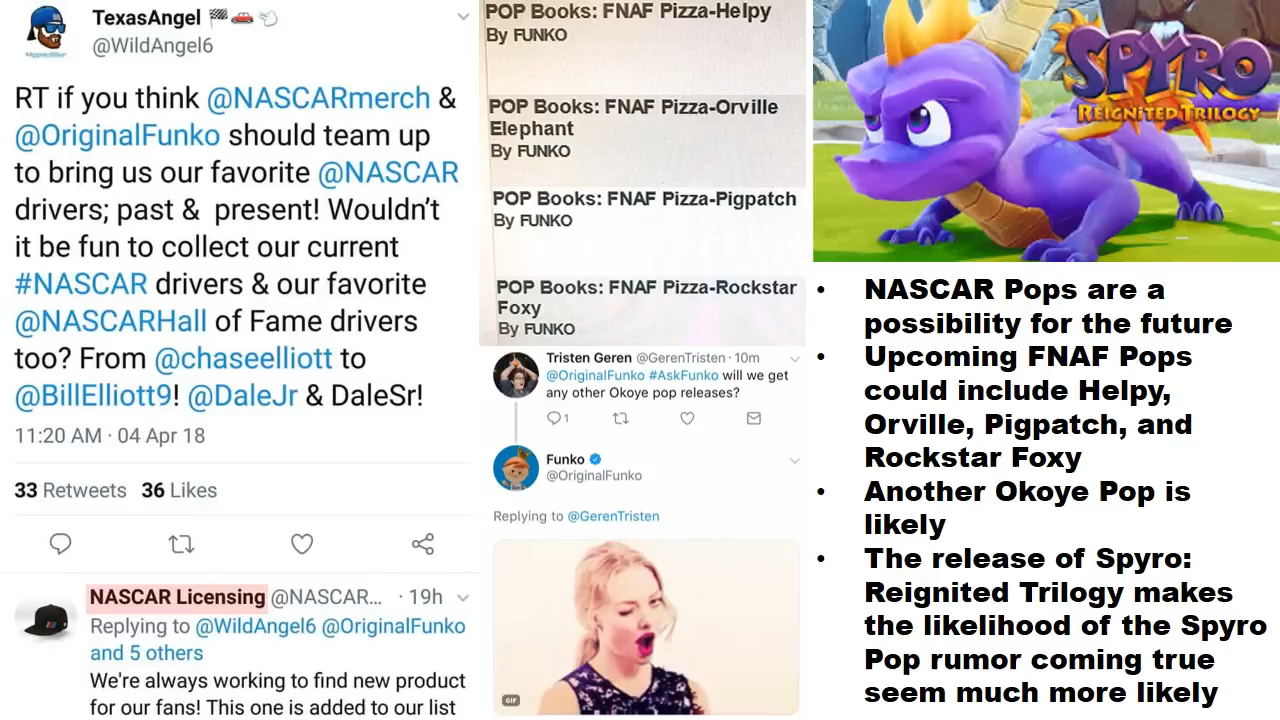 TexasAngel
@WildAngel6
RT if you think @NASCARmerch &
@OriginalFunko should team up
to bring us our favorite @NASCAR
drivers; past & present! Wouldn't
it be fun to collect our current
#NASCAR drivers & our favorite
@NASCARHall of Fame drivers
too? From @chaseelliott to
@BillElliott9! @DaleJr & DaleSr!
11:20 AM · 04 Apr 18
33 Retweets 36 Likes
NASCAR Licensing @NASCAR... · 19h
Replying to @WildAngel6 @OriginalFunko
and 5 others
We're always working to find new product
for our fans! This one is added to our list
POP Books: FNAF Pizza-Helpy
By FUNKO
POP Books: FNAF Pizza-Orville
Elephant
By FUNKO
POP Books: FNAF Pizza-Pigpatch
By FUNKO
POP Books: FNAF Pizza-Rockstar
Foxy
By FUNKO
Tristen Geren @GerenTristen · 10m
@OriginalFunko #AskFunko will we get
any other Okoye pop releases?
1
Funko
@OriginalFunko
Replying to @GerenTristen
GIF
SPYRO
REIGNITED TRILOGY
• NASCAR Pops are a
possibility for the future
• Upcoming FNAF Pops
could include Helpy,
Orville, Pigpatch, and
Rockstar Foxy
• Another Okoye Pop is
likely
• The release of Spyro:
Reignited Trilogy makes
the likelihood of the Spyro
Pop rumor coming true
seem much more likely